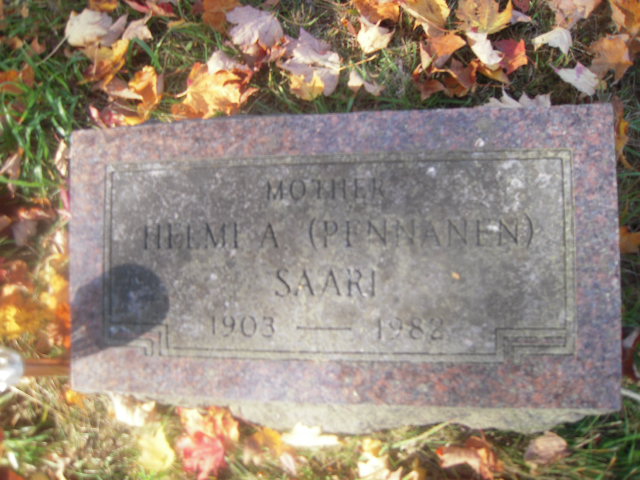 MOTHER
HELMI A (PENNANEN)
SAARI
1903 — 1982